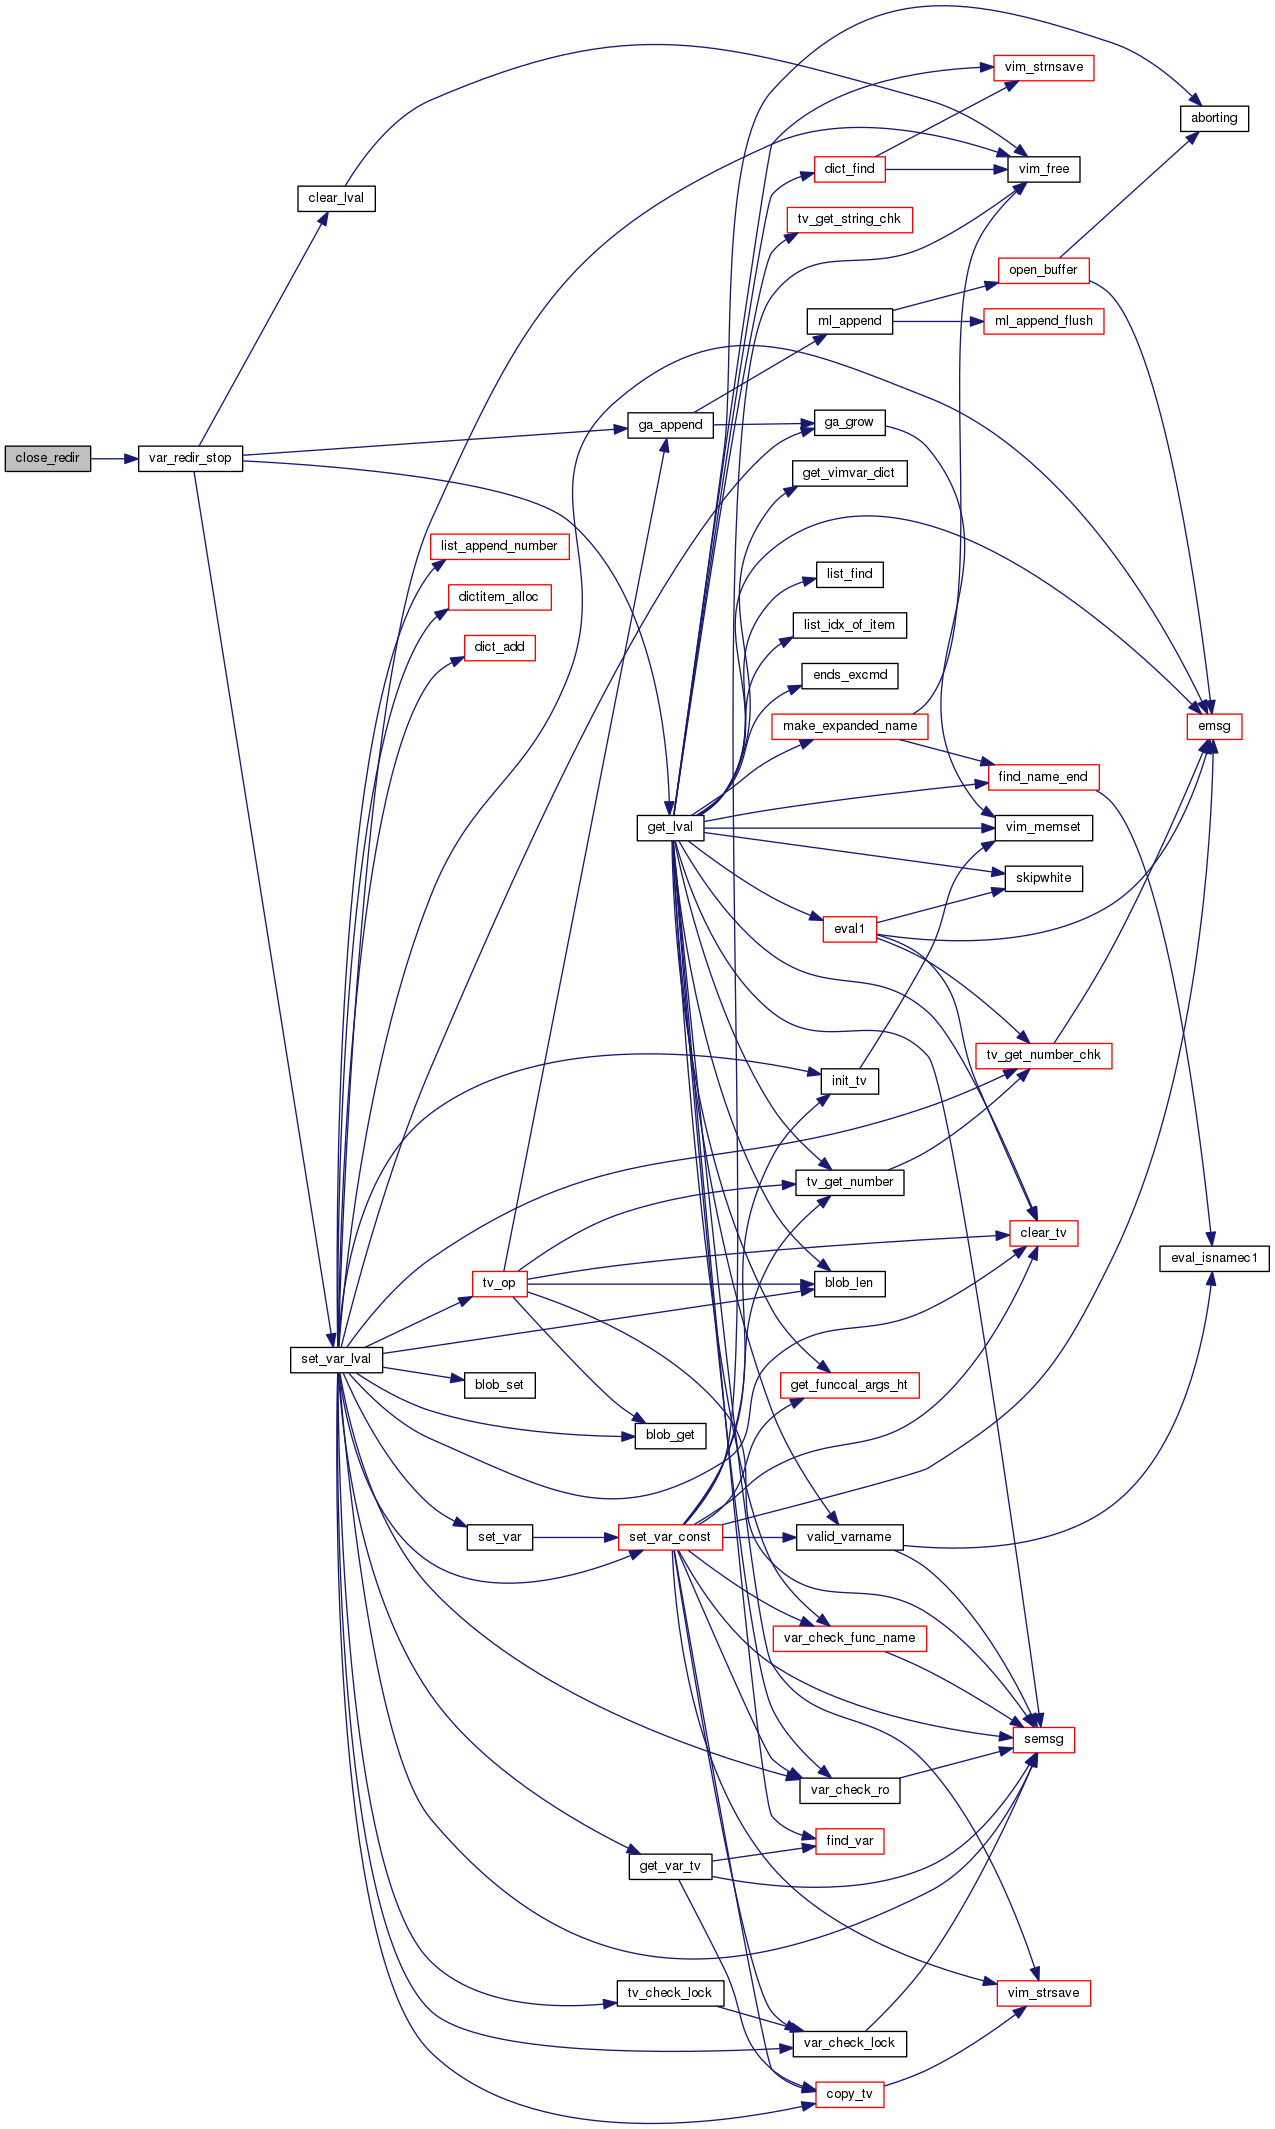 vim_strnsave
aborting
dict_find
vim_free
clear_lval
tv_get_string_chk
open_buffer
ml_append
ml_append_flush
ga_append
ga_grow
close_redir
var_redir_stop
get_vimvar_dict
list_append_number
list_find
dictitem_alloc
list_idx_of_item
dict_add
ends_excmd
make_expanded_name
emsg
find_name_end
get_lval
vim_memset
skipwhite
eval1
tv_get_number_chk
init_tv
tv_get_number
clear_tv
eval_isnamec1
tv_op
blob_len
set_var_lval
blob_set
get_funccal_args_ht
blob_get
set_var
set_var_const
valid_varname
var_check_func_name
semsg
var_check_ro
find_var
get_var_tv
tv_check_lock
vim_strsave
var_check_lock
copy_tv